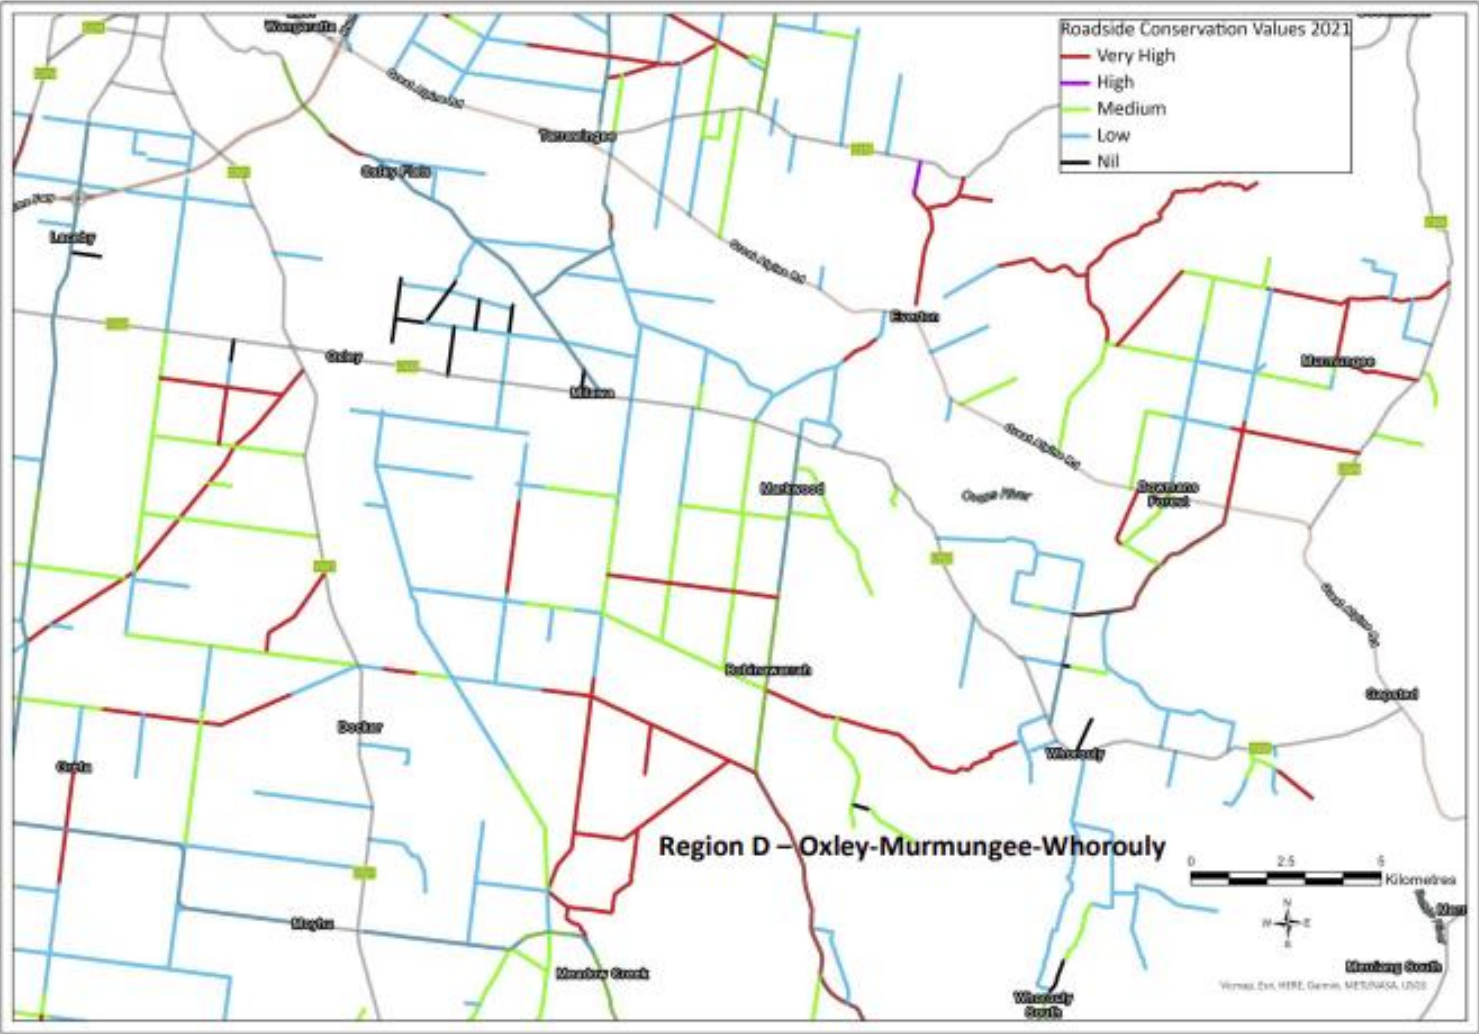 Wangaratta
Great Alpine Rd
Tarrawingee
Oxley Flats
Laceby
Great Alpine Rd
Everton
Oxley
Milawa
Murmungee
Great Alpine Rd
Markwood
Ovens River
Bowmans
Forest
Great Alpine Rd
Bobinawarrah
Gapsted
Docker
Whorouly
Greta
Moyhu
Meadow Creek
Whorouly
South
Merriang South
Roadside Conservation Values 2021
Very High
High
Medium
Low
Nil
Region D – Oxley-Murmungee-Whorouly
0 2.5 5
Kilometres
N
W E
S
Vicmap, Esri, HERE, Garmin, METI/NASA, USGS